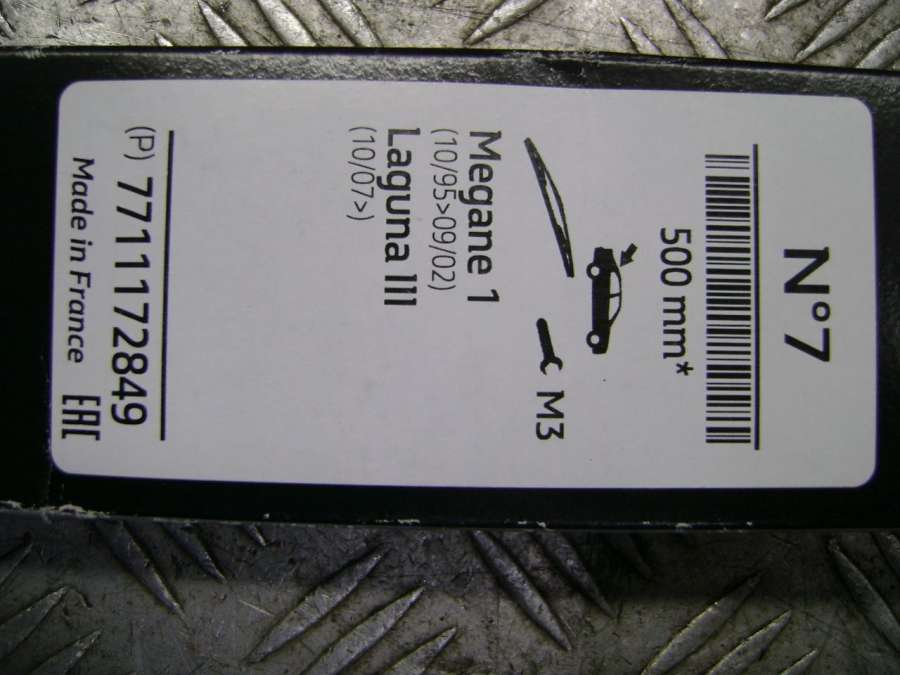 N°7
500 mm*
M3
Megane 1
(10/95>09/02)
Laguna III
(10/07>)
(P) 7711172849
Made in France EAC